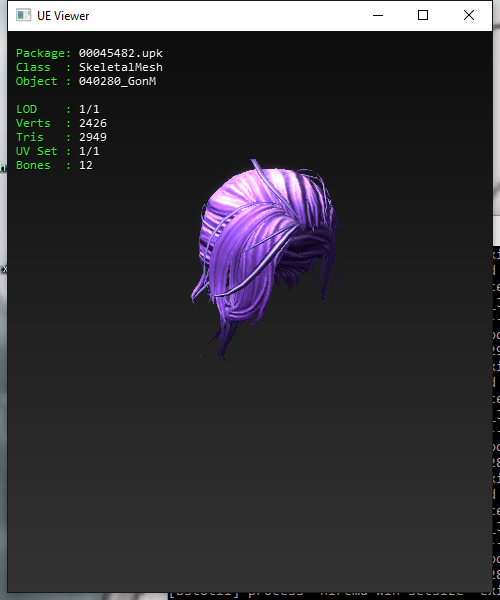 UE Viewer
Package: 00045482.upk
Class : SkeletalMesh
Object : 040280_GonM
LOD : 1/1
Verts : 2426
Tris : 2949
UV Set : 1/1
Bones : 12